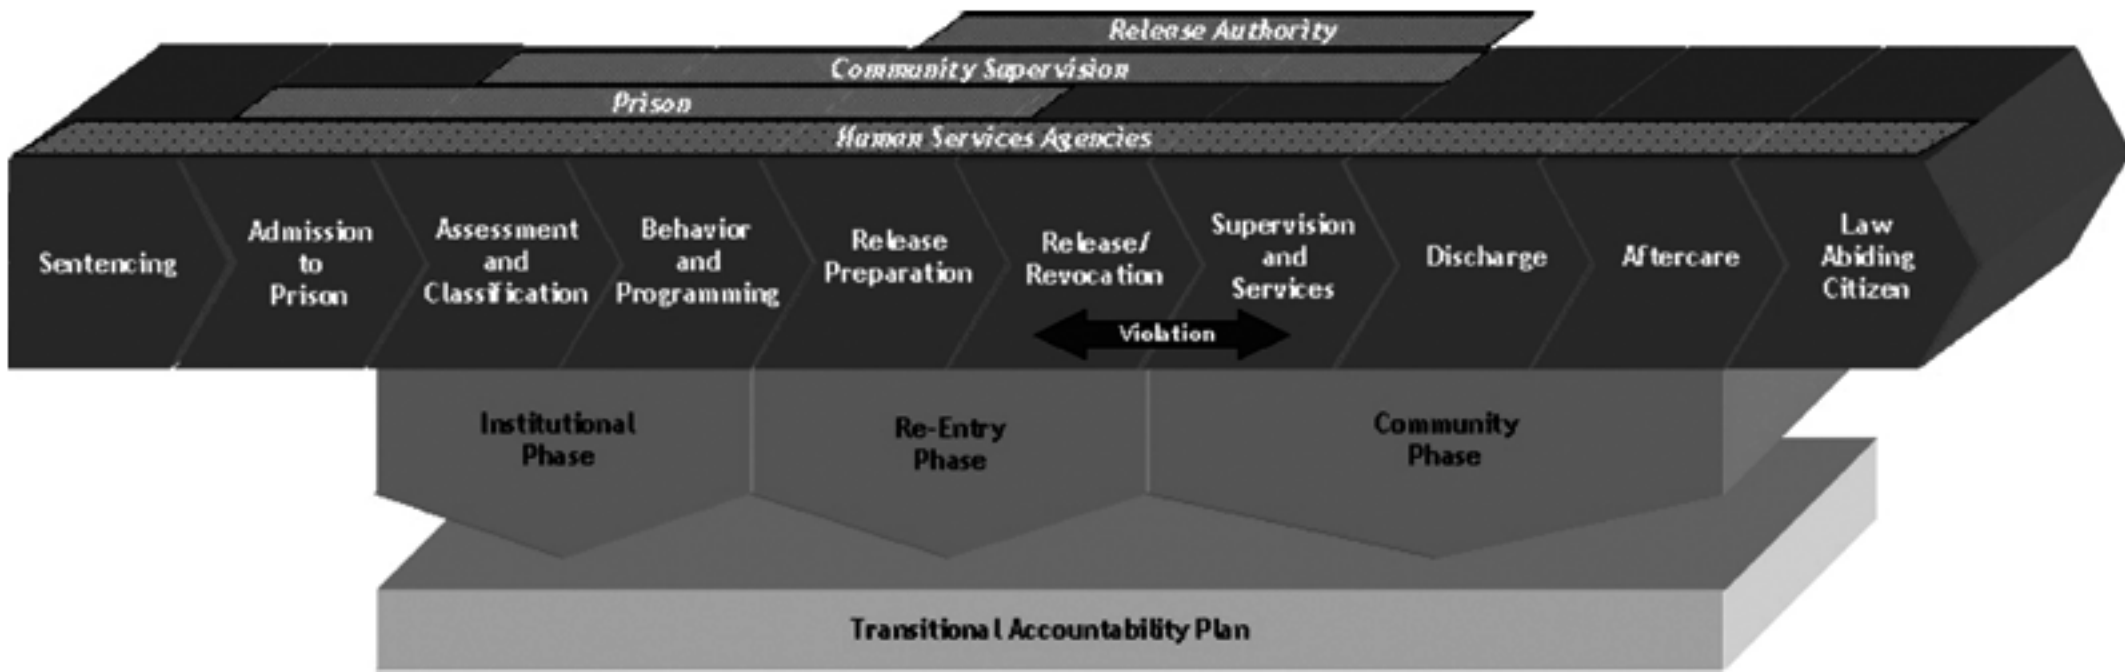 Release Authority
Community Supervision
Prison
Human Services Agencies
Sentencing
Admission
to
Prison
Assessment
and
Classification
Behavior
and
Programming
Release
Preparation
Release/
Revocation
Supervision
and
Services
Discharge
Aftercare
Law
Abiding
Citizen
Violation
Institutional
Phase
Re-Entry
Phase
Community
Phase
Transitional Accountability Plan